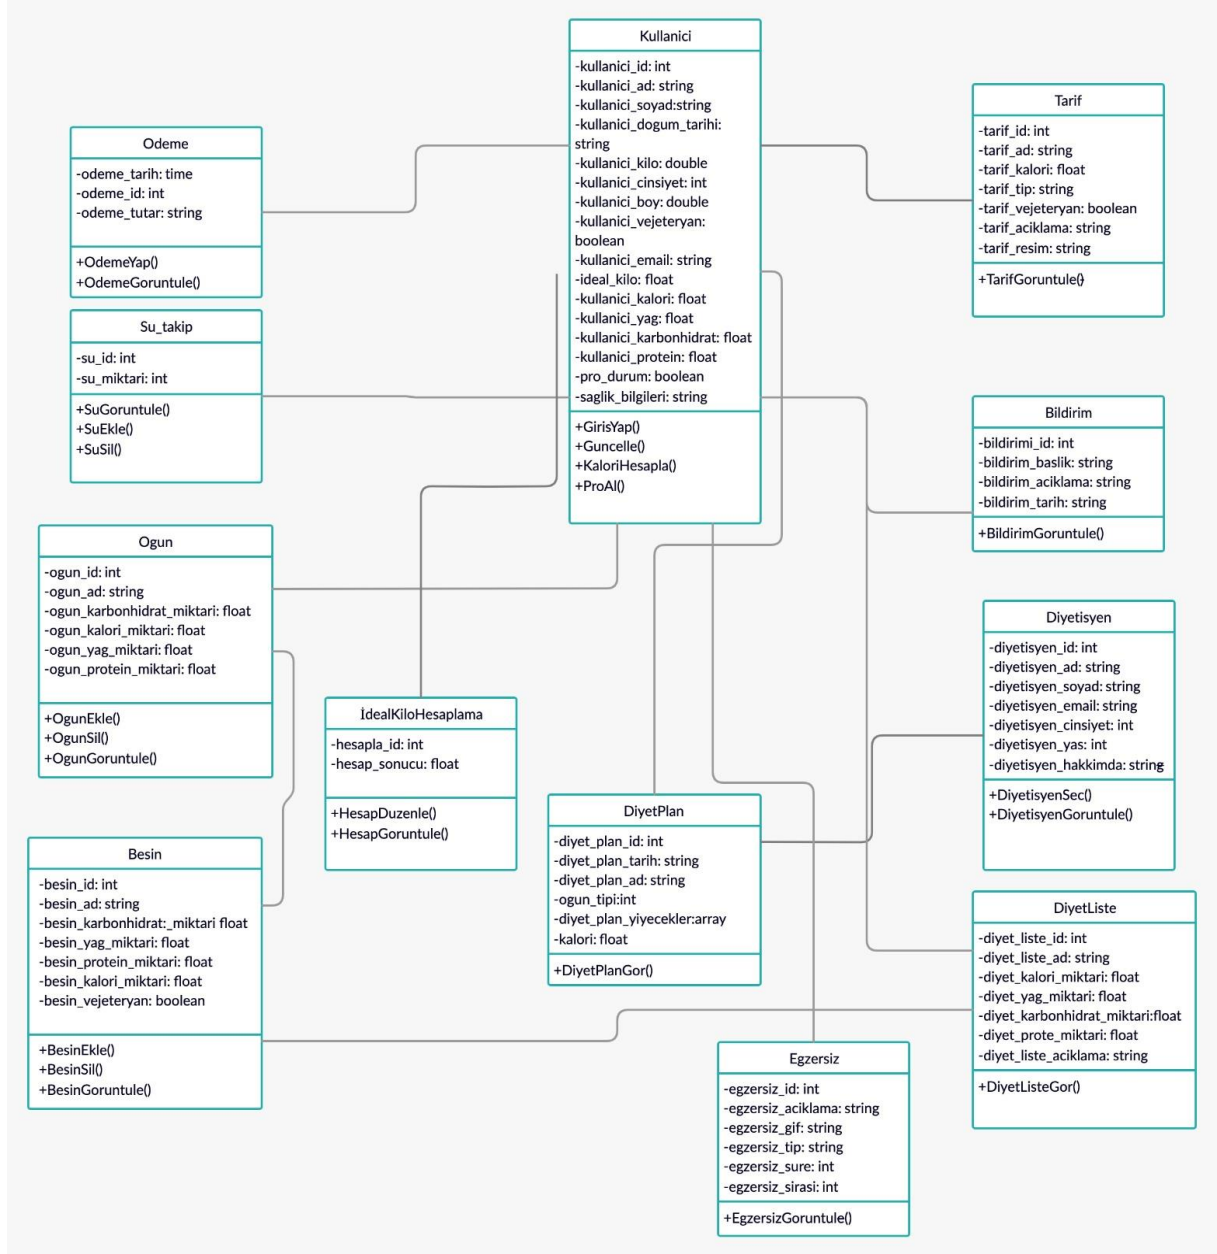 Kullanici
-kullanici_id: int
-kullanici_ad: string
-kullanici_soyad:string
-kullanici_dogum_tarihi:
string
-kullanici_kilo: double
-kullanici_cinsiyet: int
-kullanici_boy: double
-kullanici_vejeteryan:
boolean
-kullanici_email: string
-ideal_kilo: float
-kullanici_kalori: float
-kullanici_yag: float
-kullanici_karbonhidrat: float
-kullanici_protein: float
-pro_durum: boolean
-saglik_bilgileri: string
+GirisYap()
+Guncelle()
+KaloriHesapla()
+ProAl()
Odeme
-odeme_tarih: time
-odeme_id: int
-odeme_tutar: string
+OdemeYap()
+OdemeGoruntule()
Tarif
-tarif_id: int
-tarif_ad: string
-tarif_kalori: float
-tarif_tip: string
-tarif_vejeteryan: boolean
-tarif_aciklama: string
-tarif_resim: string
+TarifGoruntule()
Su_takip
-su_id: int
-su_miktari: int
+SuGoruntule()
+SuEkle()
+SuSil()
Bildirim
-bildirimi_id: int
-bildirim_baslik: string
-bildirim_aciklama: string
-bildirim_tarih: string
+BildirimGoruntule()
Ogun
-ogun_id: int
-ogun_ad: string
-ogun_karbonhidrat_miktari: float
-ogun_kalori_miktari: float
-ogun_yag_miktari: float
-ogun_protein_miktari: float
+OgunEkle()
+OgunSil()
+OgunGoruntule()
Diyetisyen
-diyetisyen_id: int
-diyetisyen_ad: string
-diyetisyen_soyad: string
-diyetisyen_email: string
-diyetisyen_cinsiyet: int
-diyetisyen_yas: int
-diyetisyen_hakkimda: string
+DiyetisyenSec()
+DiyetisyenGoruntule()
İdealKiloHesaplama
-hesapla_id: int
-hesap_sonucu: float
+HesapDuzenle()
+HesapGoruntule()
DiyetPlan
-diyet_plan_id: int
-diyet_plan_tarih: string
-diyet_plan_ad: string
-ogun_tipi:int
-diyet_plan_yiyecekler:array
-kalori: float
+DiyetPlanGor()
Besin
-besin_id: int
-besin_ad: string
-besin_karbonhidrat:_miktari float
-besin_yag_miktari: float
-besin_protein_miktari: float
-besin_kalori_miktari: float
-besin_vejeteryan: boolean
+BesinEkle()
+BesinSil()
+BesinGoruntule()
DiyetListe
-diyet_liste_id: int
-diyet_liste_ad: string
-diyet_kalori_miktari: float
-diyet_yag_miktari: float
-diyet_karbonhidrat_miktari:float
-diyet_prote_miktari: float
-diyet_liste_aciklama: string
+DiyetListeGor()
Egzersiz
-egzersiz_id: int
-egzersiz_aciklama: string
-egzersiz_gif: string
-egzersiz_tip: string
-egzersiz_sure: int
-egzersiz_sirasi: int
+EgzersizGoruntule()